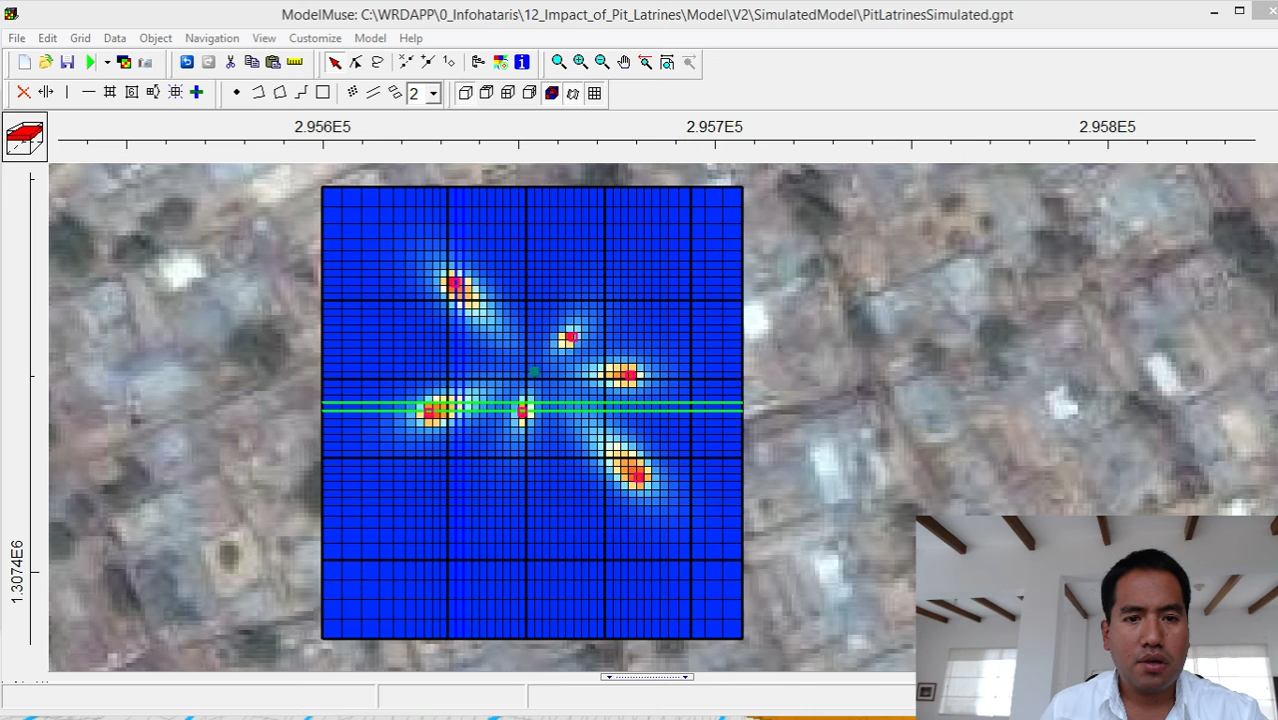 ModelMuse: C:\WRDAPP\0_Infohataris\12_Impact_of_Pit_Latrines\Model\V2\SimulatedModel\PitLatrinesSimulated.gpt
File Edit Grid Data Object Navigation View Customize Model Help
2
2.956E5 2.957E5 2.958E5
1.3074E6